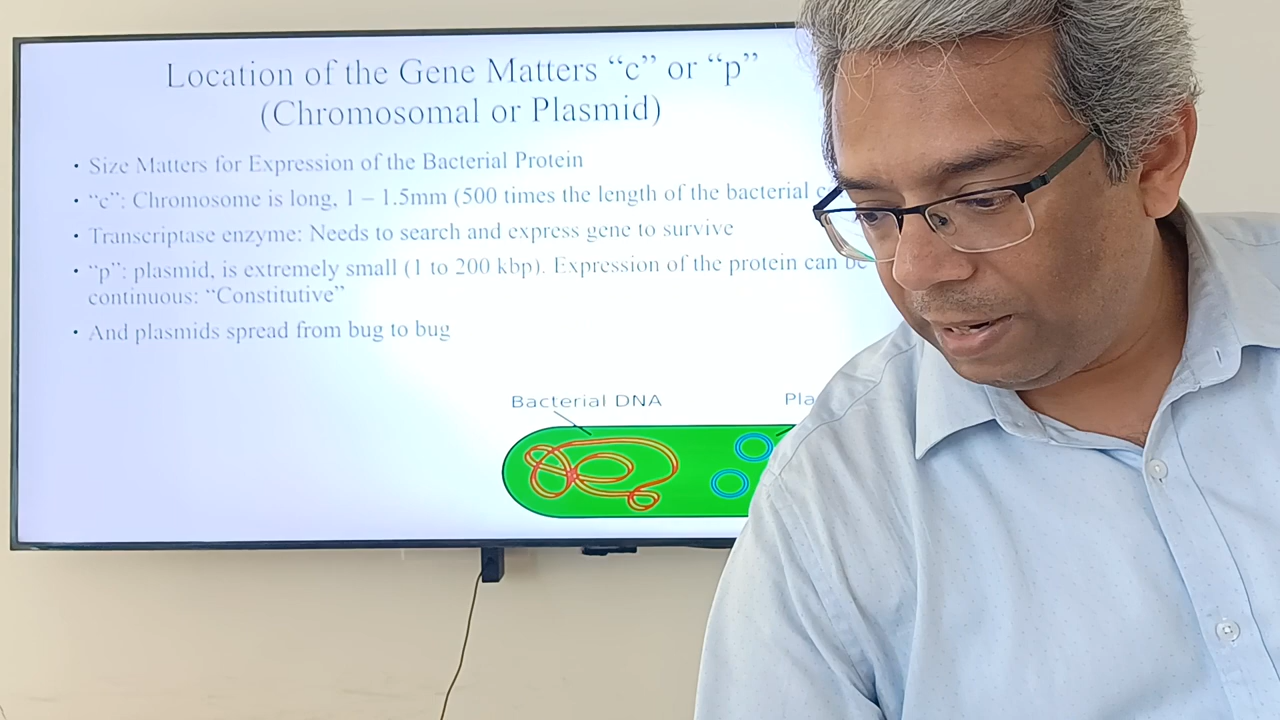 Location of the Gene Matters “c” or “p”
(Chromosomal or Plasmid)
• Size Matters for Expression of the Bacterial Protein
• “c”: Chromosome is long, 1 – 1.5mm (500 times the length of the bacterial
• Transcriptase enzyme: Needs to search and express gene to survive
• “p”: plasmid, is extremely small (1 to 200 kbp). Expression of the protein can be
continuous: “Constitutive”
• And plasmids spread from bug to bug
Bacterial DNA